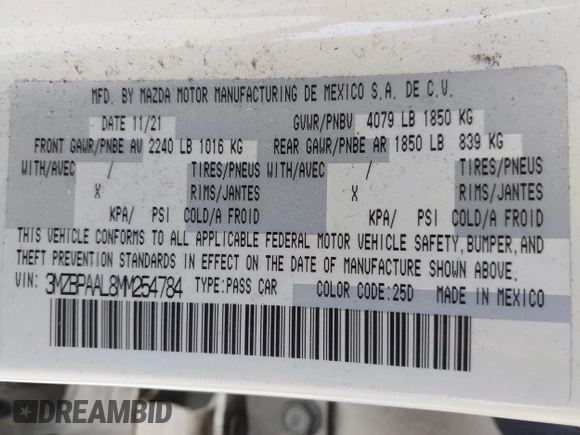 MFD. BY MAZDA MOTOR MANUFACTURING DE MEXICO S.A. DE C.V.
DATE 11/21 GVWR/PNBV 4079 LB 1850 KG
FRONT GAWR/PNBE AV 2240 LB 1016 KG REAR GAWR/PNBE AR 1850 LB 839 KG
WITH/AVEC / TIRES/PNEUS WITH/AVEC / TIRES/PNEUS
X RIMS/JANTES X RIMS/JANTES
KPA/ PSI COLD/A FROID KPA/ PSI COLD/A FROID
THIS VEHICLE CONFORMS TO ALL APPLICABLE FEDERAL MOTOR VEHICLE SAFETY, BUMPER, AND
THEFT PREVENTION STANDARDS IN EFFECT ON THE DATE OF MANUFACTURE SHOWN ABOVE.
VIN: 3MZBPAAL8MM254784 TYPE:PASS CAR COLOR CODE:25D MADE IN MEXICO
DREAMBID